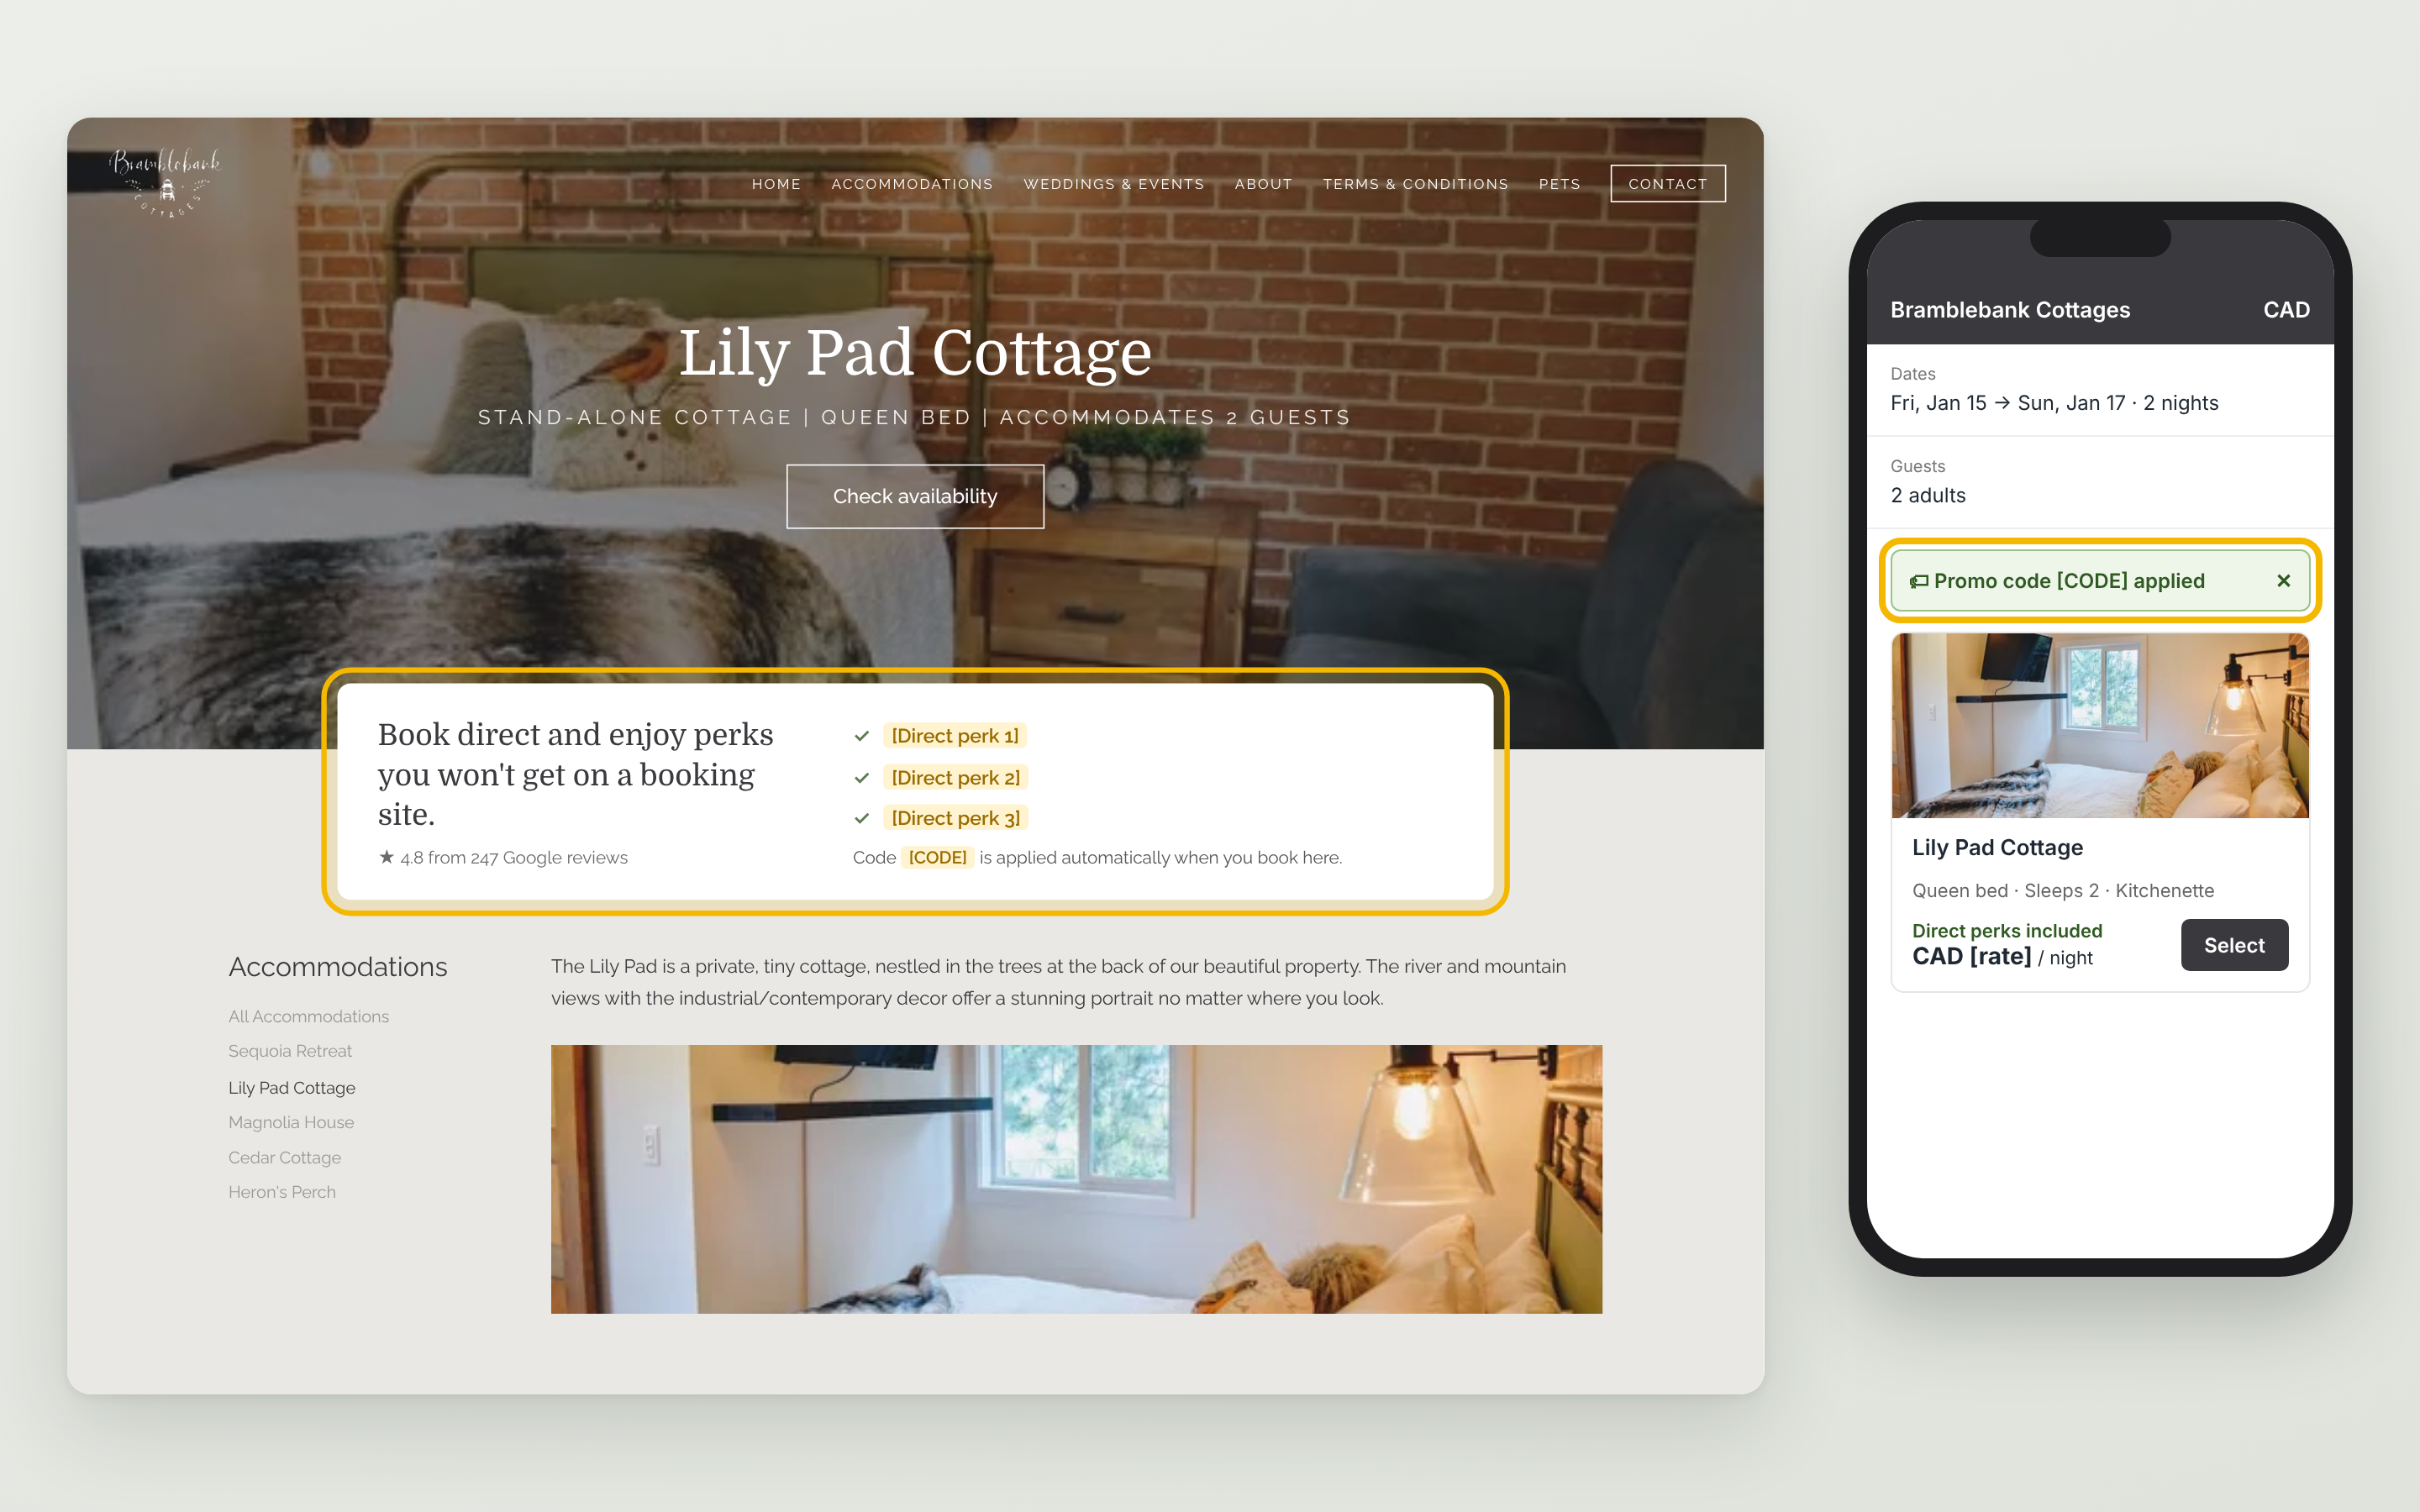 Bramblebank
COTTAGES
HOME ACCOMMODATIONS WEDDINGS & EVENTS ABOUT TERMS & CONDITIONS PETS CONTACT
Lily Pad Cottage
STAND-ALONE COTTAGE | QUEEN BED | ACCOMMODATES 2 GUESTS
Check availability
Book direct and enjoy perks
you won't get on a booking
site.
★ 4.8 from 247 Google reviews
✓ [Direct perk 1]
✓ [Direct perk 2]
✓ [Direct perk 3]
Code [CODE] is applied automatically when you book here.
Accommodations
All Accommodations
Sequoia Retreat
Lily Pad Cottage
Magnolia House
Cedar Cottage
Heron's Perch
The Lily Pad is a private, tiny cottage, nestled in the trees at the back of our beautiful property. The river and mountain
views with the industrial/contemporary decor offer a stunning portrait no matter where you look.
Bramblebank Cottages CAD
Dates
Fri, Jan 15 → Sun, Jan 17 · 2 nights
Guests
2 adults
Promo code [CODE] applied ✕
Lily Pad Cottage
Queen bed · Sleeps 2 · Kitchenette
Direct perks included
CAD [rate] / night
Select